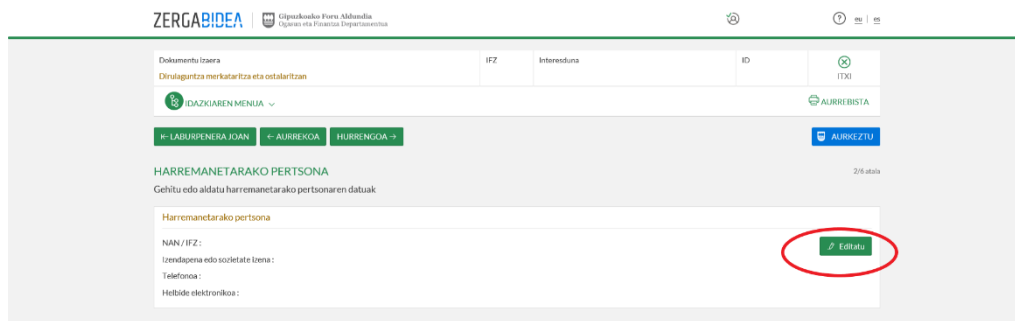 ZERGABIDEA Gipuzkoako Foru Aldundia
Ogasun eta Finantza Departamentua
? eu | es
Dokumentu izaera IFZ Interesduna ID
Dirulaguntza merkataritza eta ostalaritzan ITXI
IDAZKIAREN MENUA AURREBISTA
LABURPENERA JOAN ← AURREKOA HURRENGOA → AURKEZTU
HARREMANETARAKO PERTSONA 2/6 atala
Gehitu edo aldatu harremanetarako pertsonaren datuak
Harremanetarako pertsona
NAN / IFZ : Editatu
Izendapena edo sozietate izena :
Telefonoa :
Helbide elektronikoa :